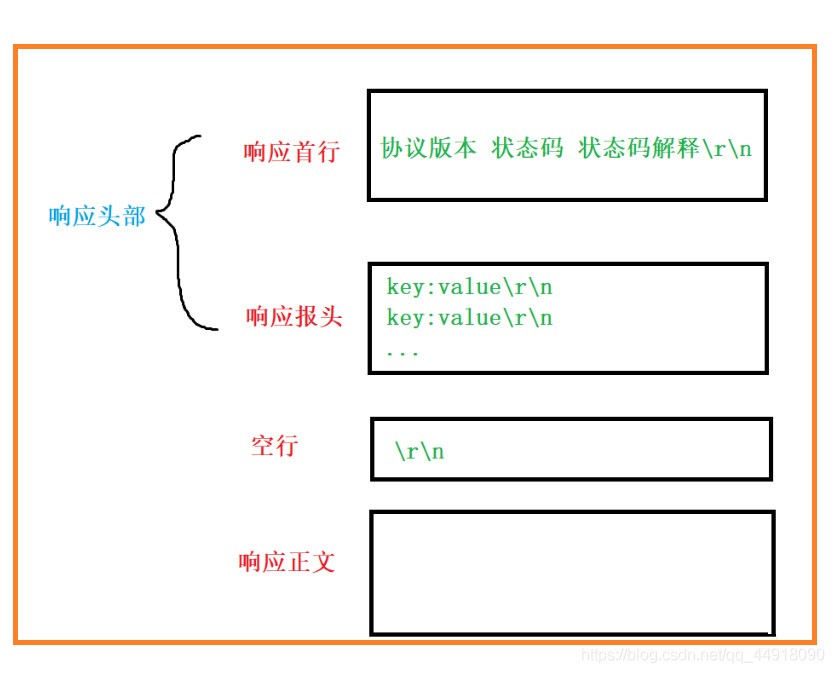 响应首行
协议版本 状态码 状态码解释\r\n
响应头部
响应报头
key:value\r\n
key:value\r\n
...
空行
\r\n
响应正文
https://blog.csdn.net/qq_44918090